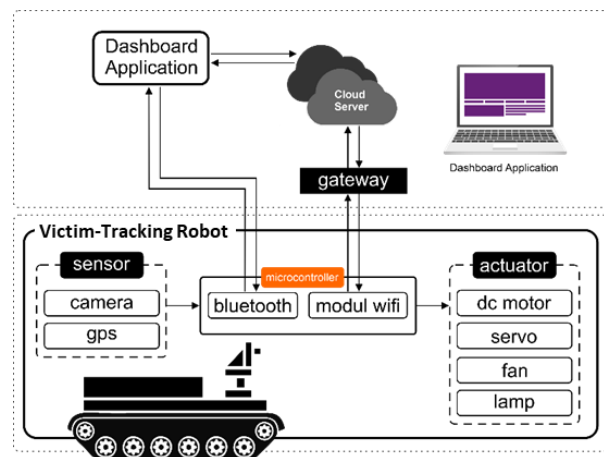 Dashboard
Application
Cloud
Server
Dashboard Application
gateway
Victim-Tracking Robot
sensor
camera
gps
microcontroller
bluetooth
modul wifi
actuator
dc motor
servo
fan
lamp